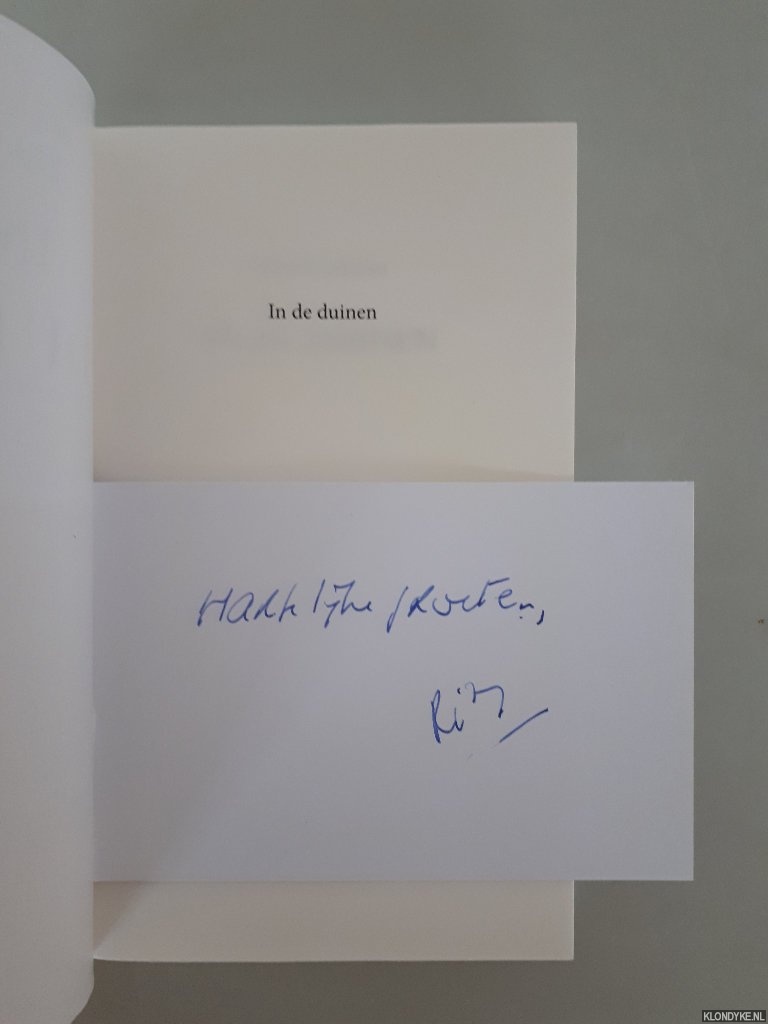 In de duinen
Hartelijke groeten,
KLONDYKE.NL